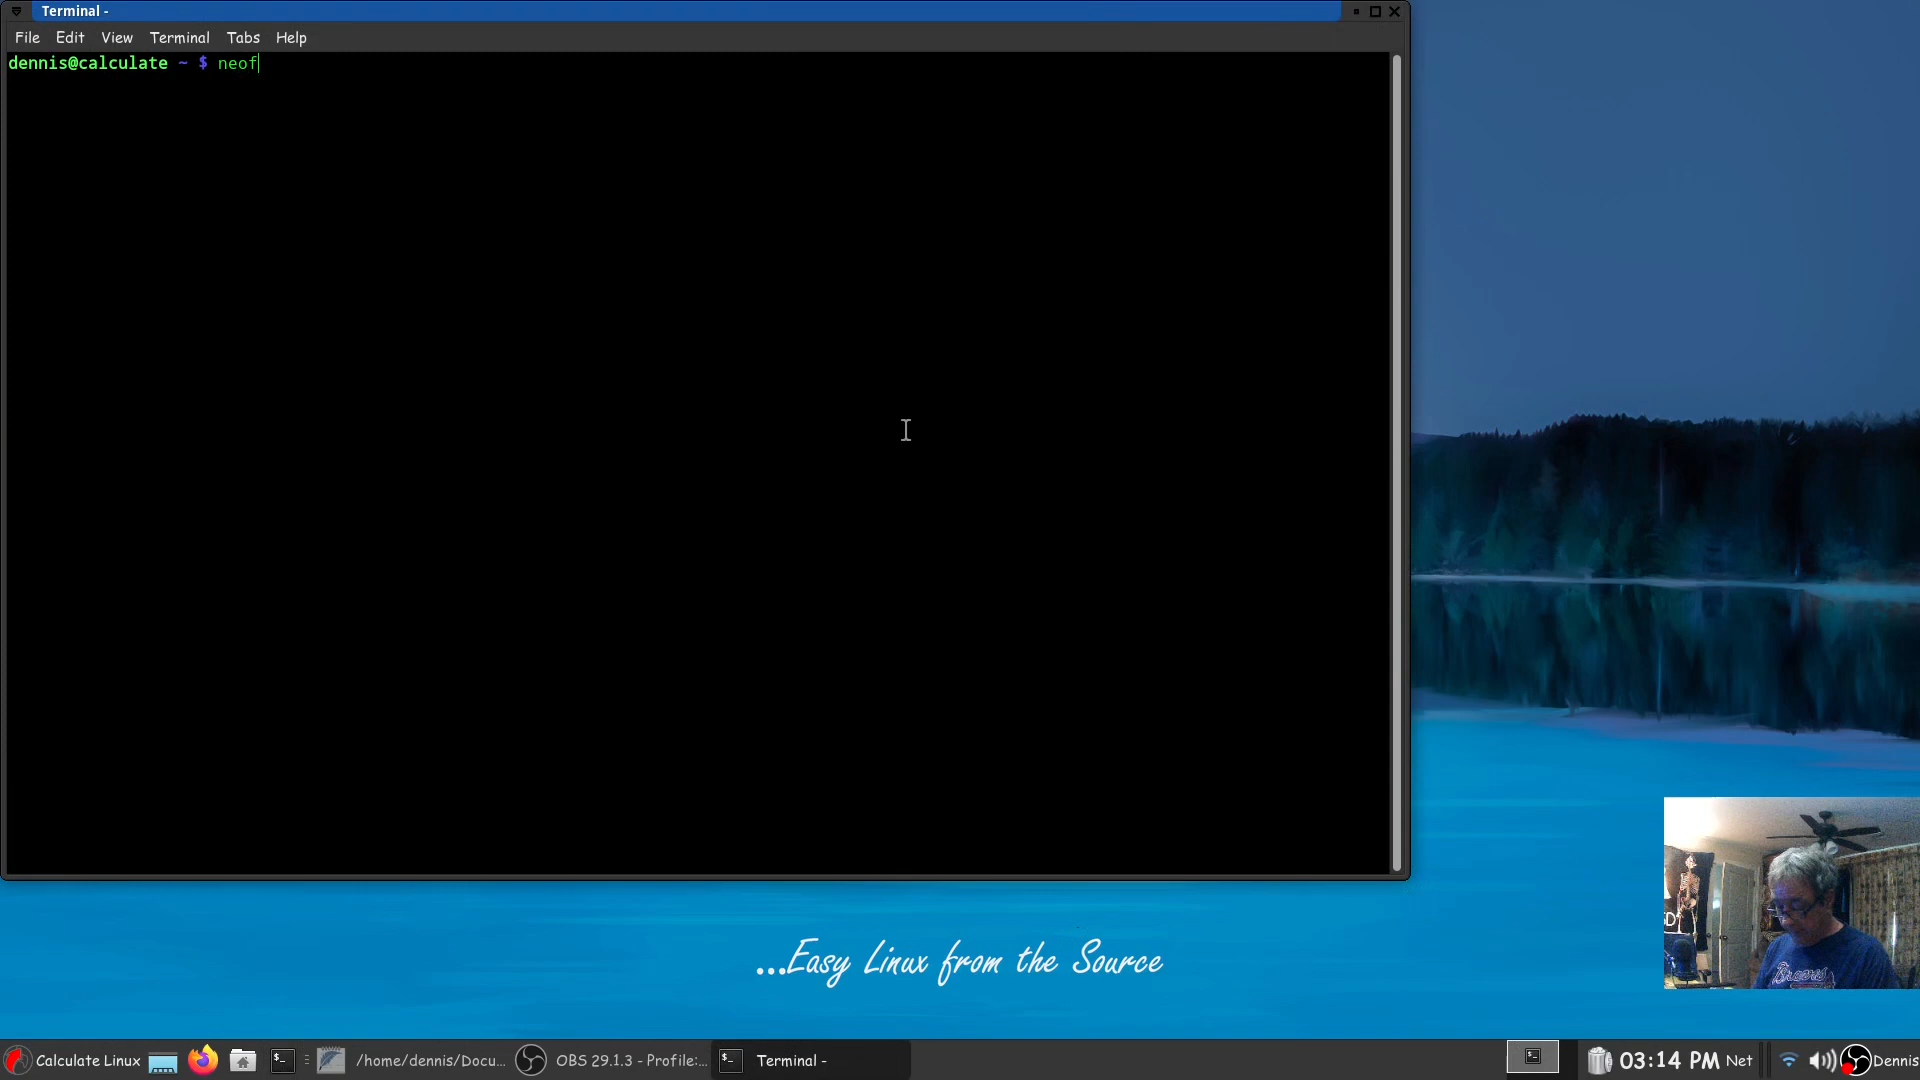 Terminal -
File Edit View Terminal Tabs Help
dennis@calculate ~ $ neof
...Easy Linux from the Source
Braves
Calculate Linux /home/dennis/Docu... OBS 29.1.3 - Profile:... Terminal - 03:14 PM Net Dennis